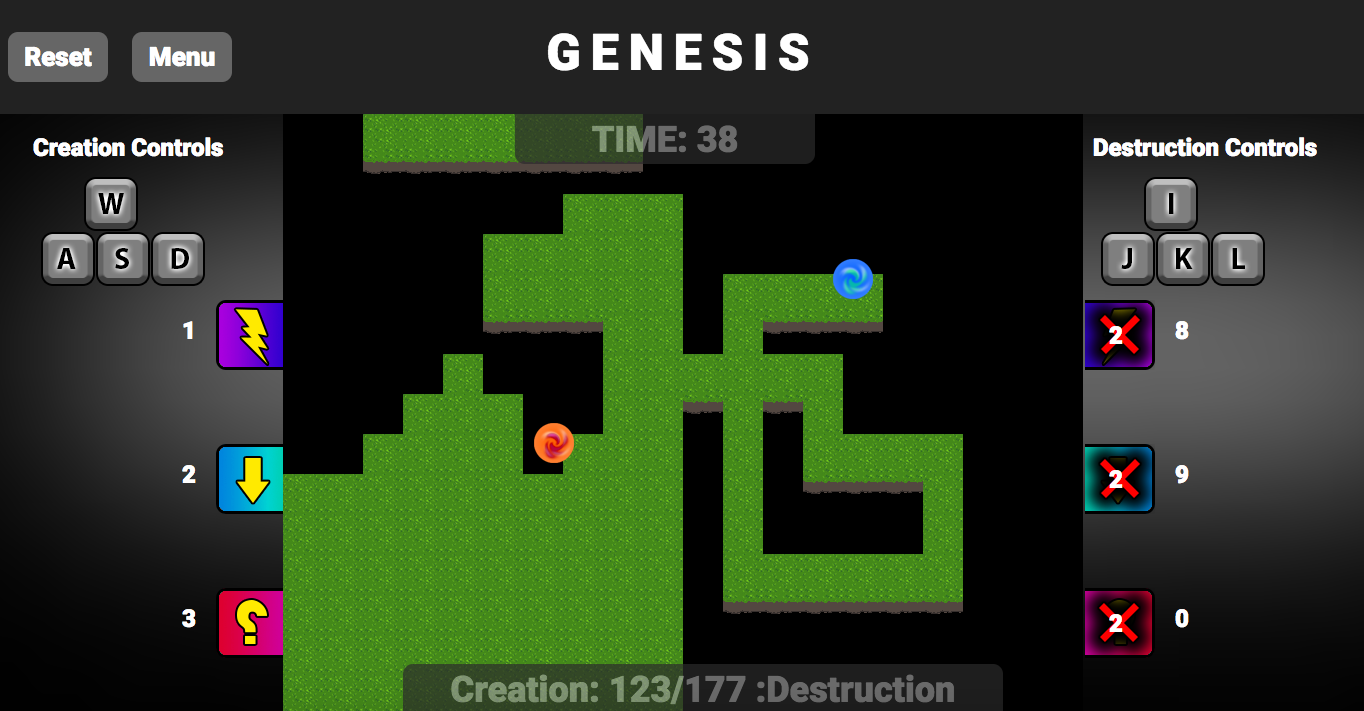 GENESIS
Reset Menu
TIME: 38
Creation Controls
W
A S D
1
2
3
Destruction Controls
I
J K L
2 8
2 9
2 0
Creation: 123/177 :Destruction